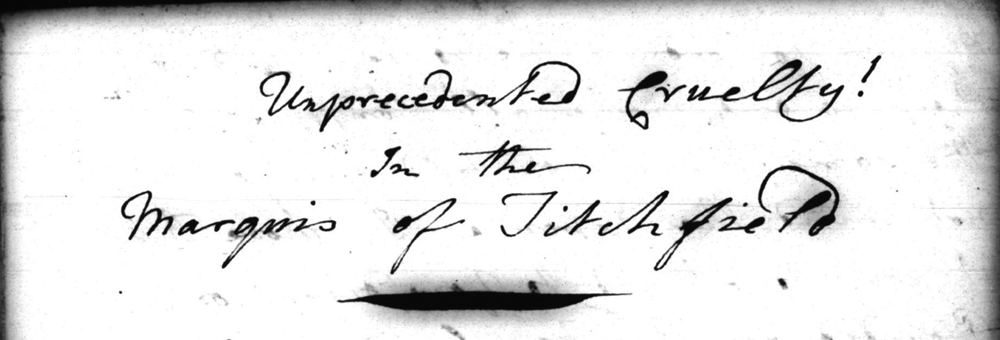 Unprecedented Cruelty!
In the
Marquis of Titchfield